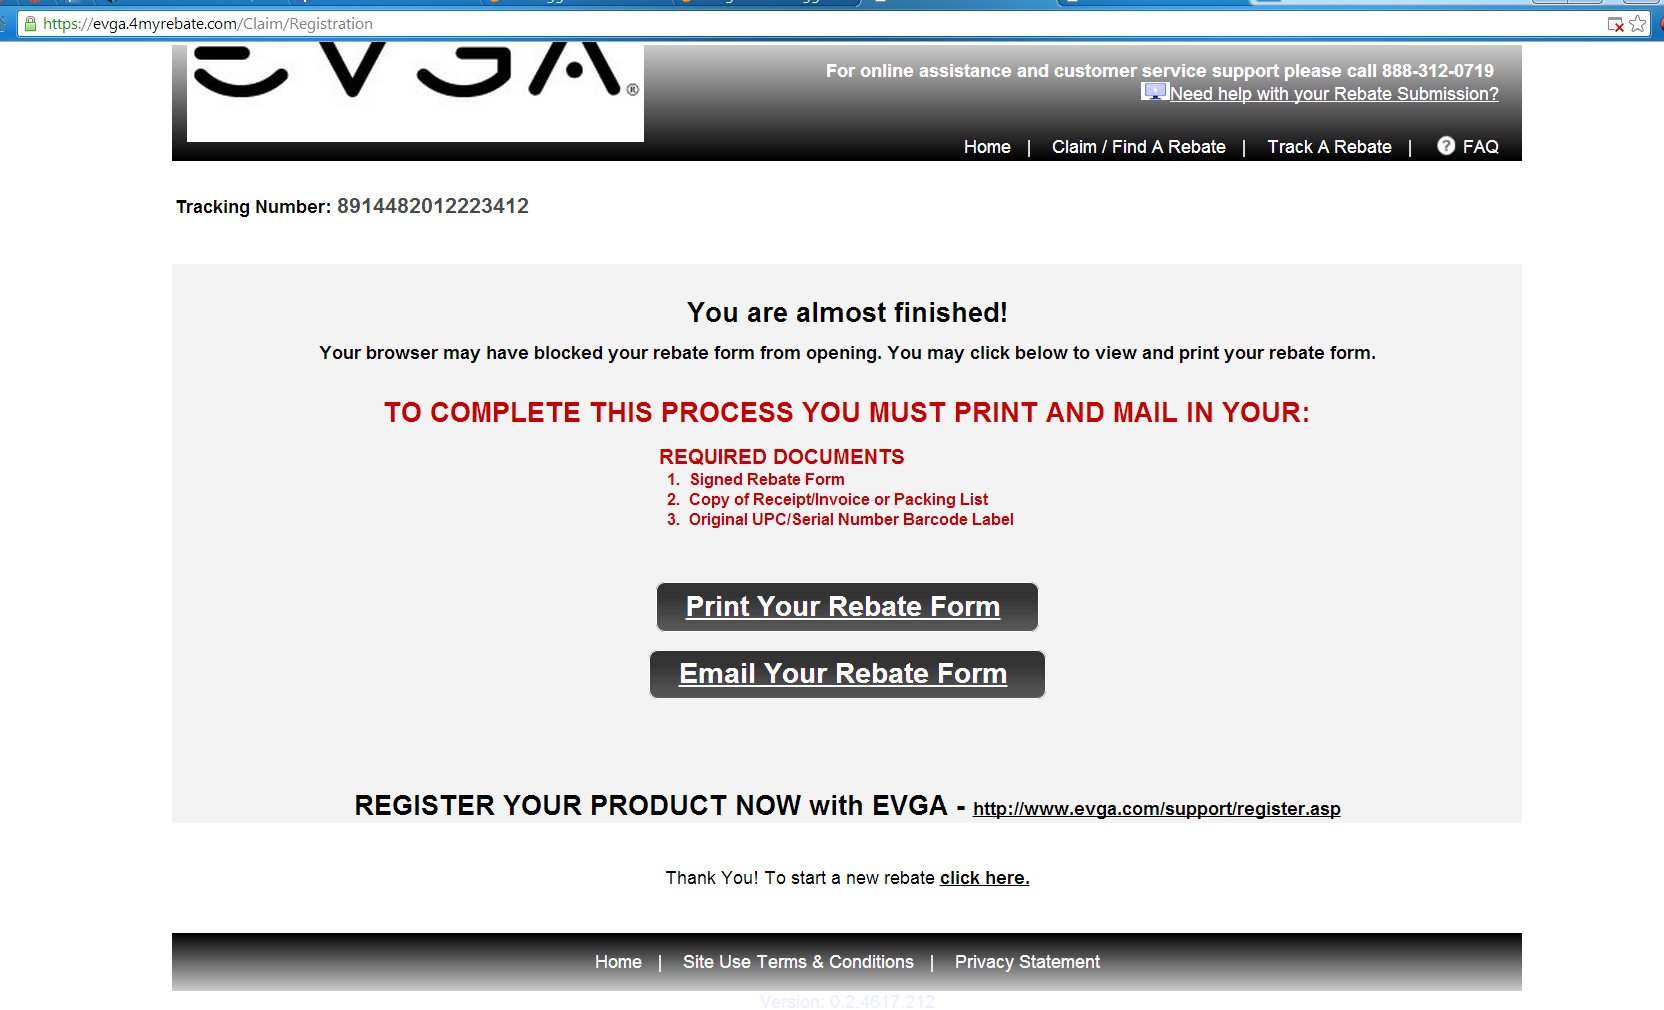 https://evga.4myrebate.com/Claim/Registration
EVGA®
For online assistance and customer service support please call 888-312-0719
Need help with your Rebate Submission?
Home | Claim / Find A Rebate | Track A Rebate | ? FAQ
Tracking Number: 8914482012223412
You are almost finished!
Your browser may have blocked your rebate form from opening. You may click below to view and print your rebate form.
TO COMPLETE THIS PROCESS YOU MUST PRINT AND MAIL IN YOUR:
REQUIRED DOCUMENTS
1. Signed Rebate Form
2. Copy of Receipt/Invoice or Packing List
3. Original UPC/Serial Number Barcode Label
Print Your Rebate Form
Email Your Rebate Form
REGISTER YOUR PRODUCT NOW with EVGA - http://www.evga.com/support/register.asp
Thank You! To start a new rebate click here.
Home | Site Use Terms & Conditions | Privacy Statement
Version: 0.2.4617.212